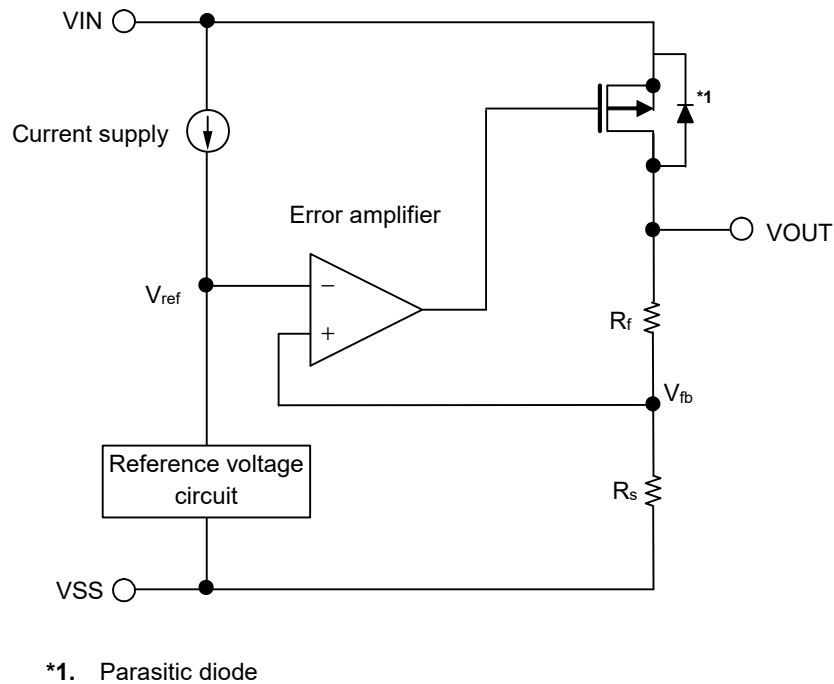 VIN
*1
Current supply
Error amplifier
VOUT
Vref
−
+
Rf
Vfb
Reference voltage
circuit
Rs
VSS
*1. Parasitic diode